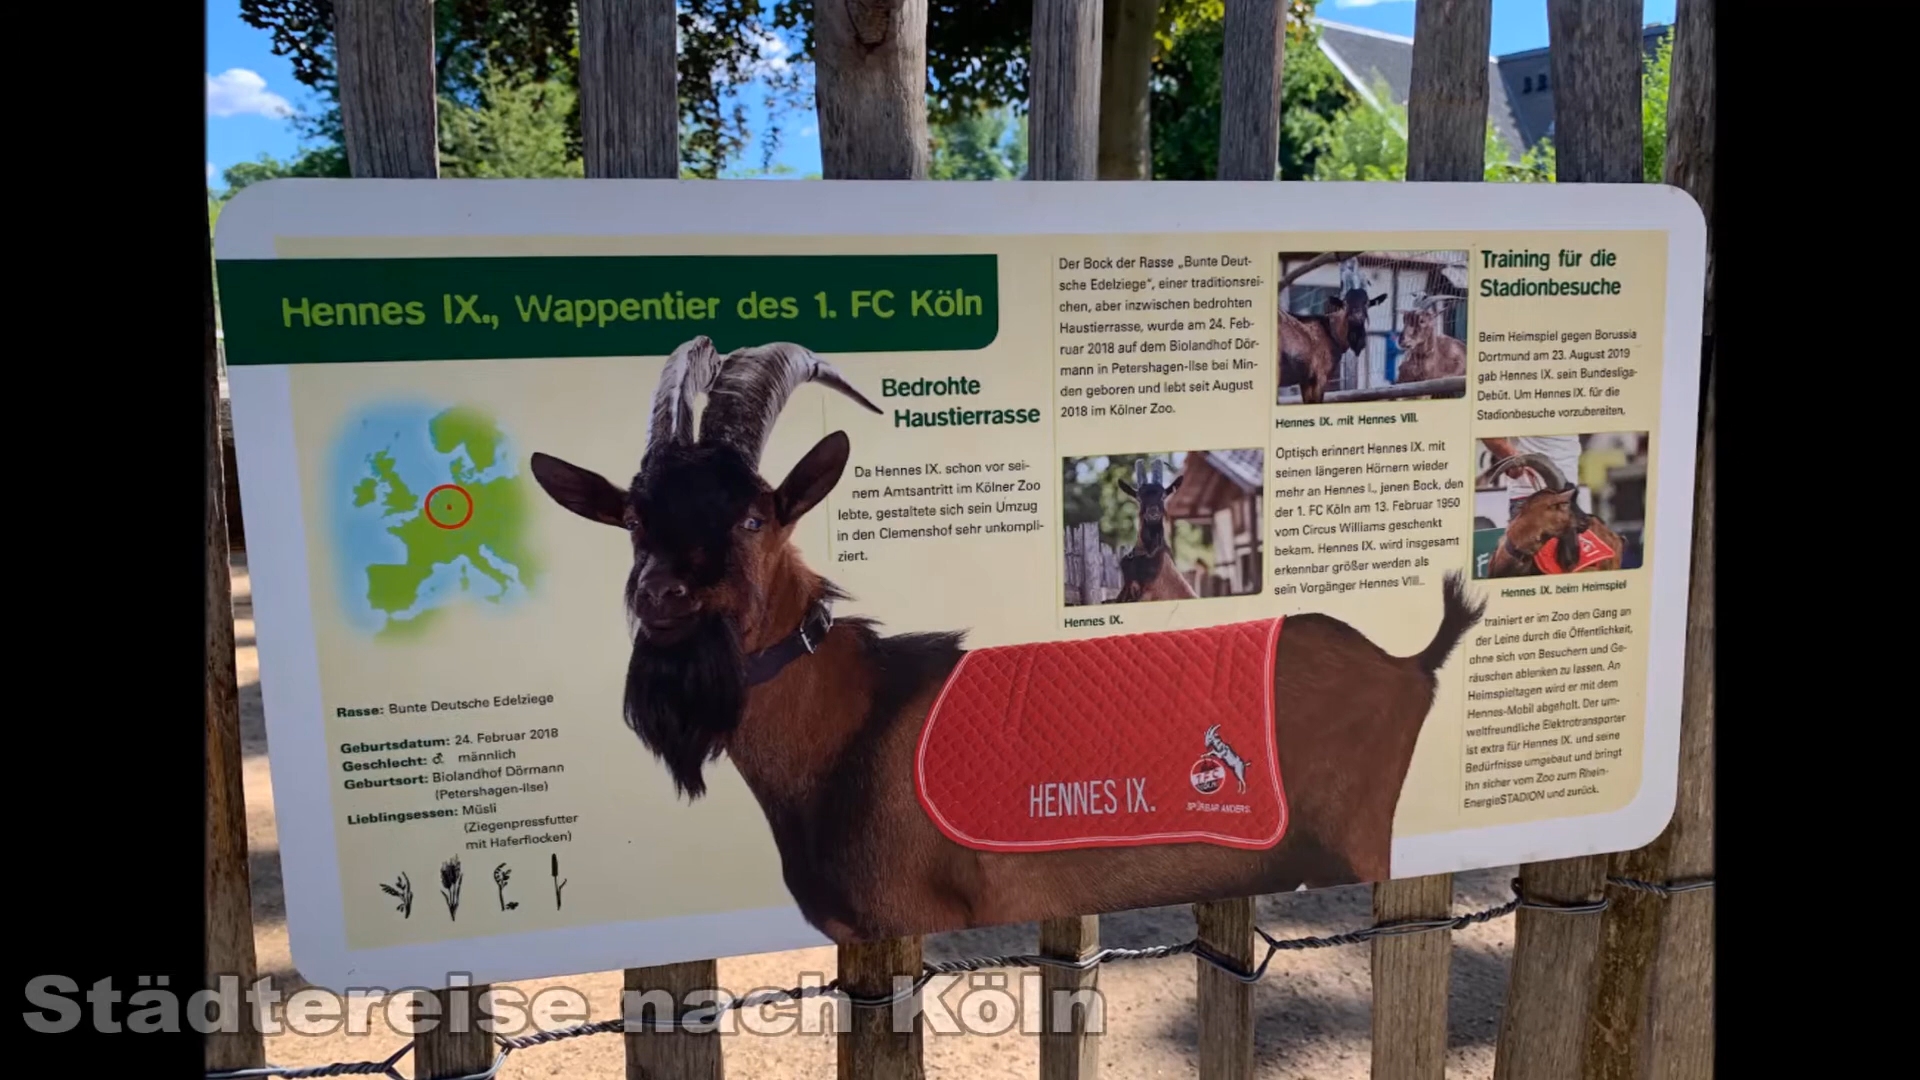 Hennes IX., Wappentier des 1. FC Köln
Rasse: Bunte Deutsche Edelziege
Geburtsdatum: 24. Februar 2018
Geschlecht: ♂ männlich
Geburtsort: Biolandhof Dörmann
(Petershagen-Ilse)
Lieblingsessen: Müsli
(Ziegenpressfutter
mit Haferflocken)
Bedrohte
Haustierrasse
Da Hennes IX. schon vor sei-
nem Amtsantritt im Kölner Zoo
lebte, gestaltete sich sein Umzug
in den Clemenshof sehr unkompli-
ziert.
Der Bock der Rasse „Bunte Deut-
sche Edelziege“, einer traditionsrei-
chen, aber inzwischen bedrohten
Haustierrasse, wurde am 24. Feb-
ruar 2018 auf dem Biolandhof Dör-
mann in Petershagen-Ilse bei Min-
den geboren und lebt seit August
2018 im Kölner Zoo.
Hennes IX.
Hennes IX. mit Hennes VIII.
Optisch erinnert Hennes IX. mit
seinen längeren Hörnern wieder
mehr an Hennes I., jenen Bock, den
der 1. FC Köln am 13. Februar 1950
vom Circus Williams geschenkt
bekam. Hennes IX. wird insgesamt
erkennbar größer werden als
sein Vorgänger Hennes VIII..
Training für die
Stadionbesuche
Beim Heimspiel gegen Borussia
Dortmund am 23. August 2019
gab Hennes IX. sein Bundesliga-
Debüt. Um Hennes IX. für die
Stadionbesuche vorzubereiten,
Hennes IX. beim Heimspiel
trainiert er im Zoo den Gang an
der Leine durch die Öffentlichkeit,
ohne sich von Besuchern und Ge-
räuschen ablenken zu lassen. An
Heimspieltagen wird er mit dem
Hennes-Mobil abgeholt. Der um-
weltfreundliche Elektrotransporter
ist extra für Hennes IX. und seine
Bedürfnisse umgebaut und bringt
ihn sicher vom Zoo zum Rhein-
EnergieSTADION und zurück.
HENNES IX.
1.FC
KÖLN
SPÜRBAR ANDERS.
Städtereise nach Köln